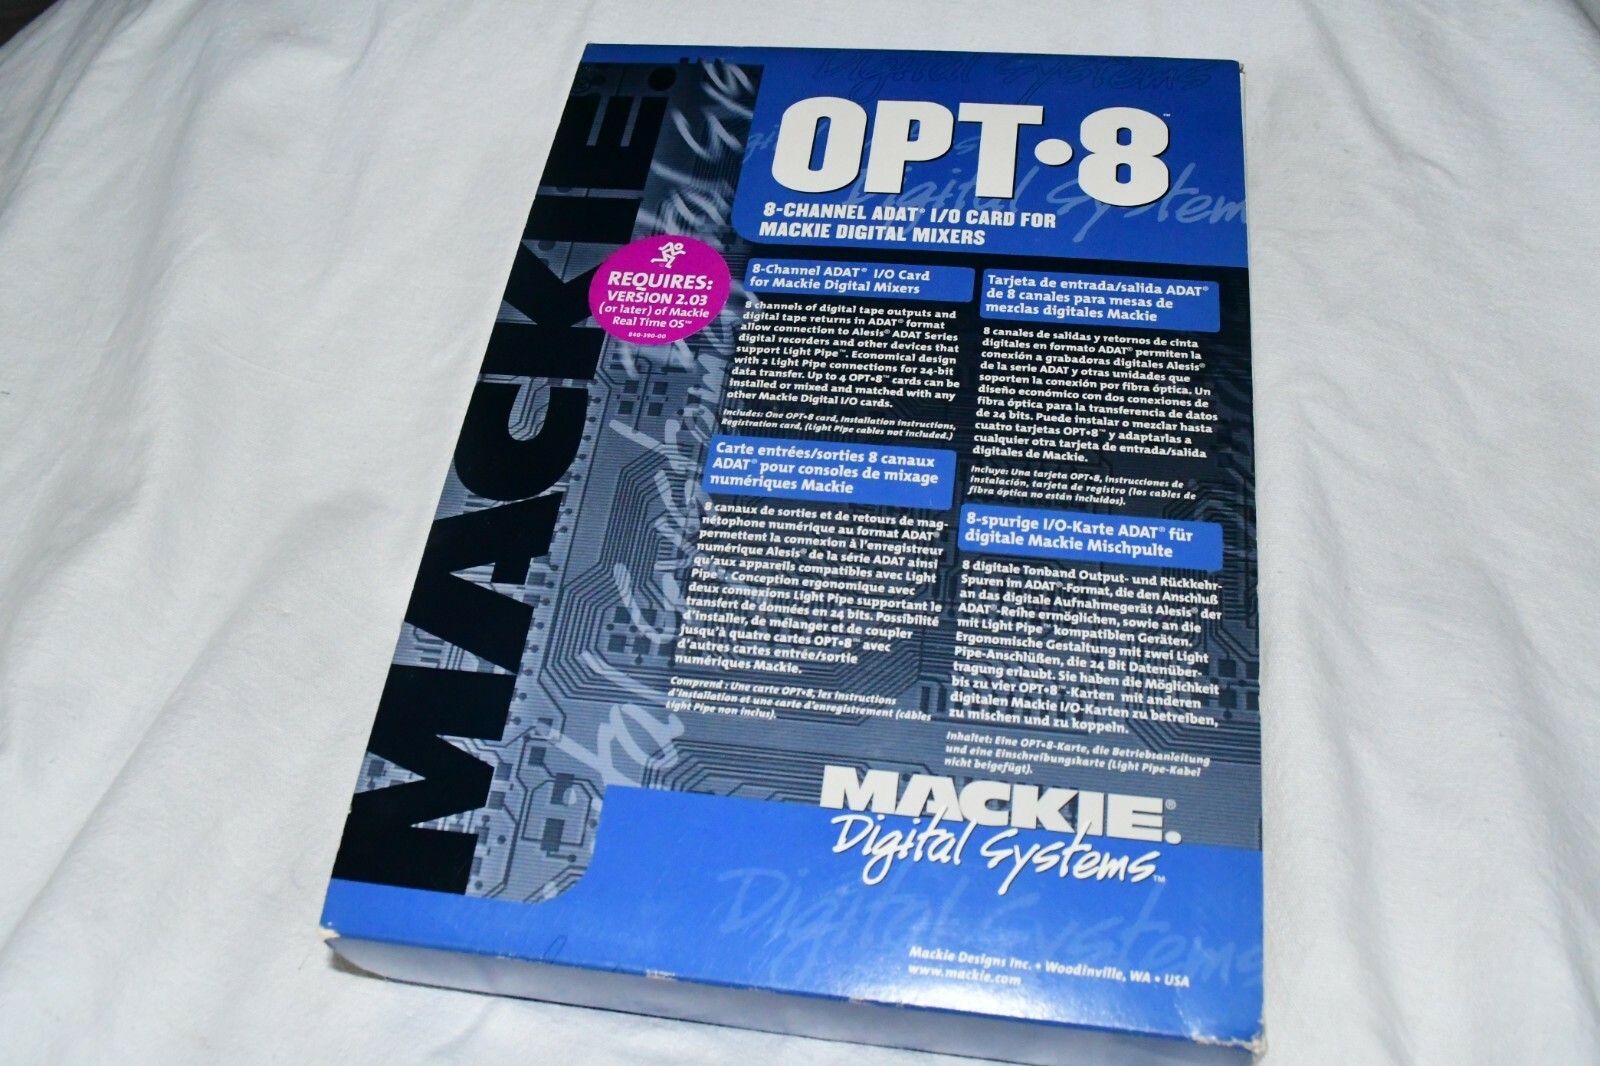 MACKIE.
OPT•8™
8-CHANNEL ADAT® I/O CARD FOR
MACKIE DIGITAL MIXERS
REQUIRES:
VERSION 2.03
(or later) of Mackie
Real Time OS™
840-390-00
8-Channel ADAT® I/O Card
for Mackie Digital Mixers
8 channels of digital tape outputs and
digital tape returns in ADAT® format
allow connection to Alesis® ADAT Series
digital recorders and other devices that
support Light Pipe™. Economical design
with 2 Light Pipe connections for 24-bit
data transfer. Up to 4 OPT•8™ cards can be
installed or mixed and matched with any
other Mackie Digital I/O cards.
Includes: One OPT•8 card, Installation Instructions,
Registration card, (Light Pipe cables not included.)
Carte entrées/sorties 8 canaux
ADAT® pour consoles de mixage
numériques Mackie
8 canaux de sorties et de retours de mag-
nétophone numérique au format ADAT®
permettent la connexion à l'enregistreur
numérique Alesis® de la série ADAT ainsi
qu'aux appareils compatibles avec Light
Pipe™. Conception ergonomique avec
deux connexions Light Pipe supportant le
transfert de données en 24 bits. Possibilité
d'installer, de mélanger et de coupler
jusqu'à quatre cartes OPT•8™ avec
d'autres cartes entrée/sortie
numériques Mackie.
Comprend : Une carte OPT•8, les instructions
d'installation et une carte d'enregistrement (câbles
Light Pipe non inclus).
Tarjeta de entrada/salida ADAT®
de 8 canales para mesas de
mezclas digitales Mackie
8 canales de salidas y retornos de cinta
digitales en formato ADAT® permiten la
conexión a grabadoras digitales Alesis®
de la serie ADAT y otras unidades que
soporten la conexión por fibra óptica. Un
diseño económico con dos conexiones de
fibra óptica para la transferencia de datos
de 24 bits. Puede instalar o mezclar hasta
cuatro tarjetas OPT•8™ y adaptarlas a
cualquier otra tarjeta de entrada/salida
digitales de Mackie.
Incluye: Una tarjeta OPT•8, instrucciones de
instalación, tarjeta de registro (los cables de
fibra óptica no están incluidos).
8-spurige I/O-Karte ADAT® für
digitale Mackie Mischpulte
8 digitale Tonband Output- und Rückkehr-
Spuren im ADAT®-Format, die den Anschluß
an das digitale Aufnahmegerät Alesis® der
ADAT®-Reihe ermöglichen, sowie an die
mit Light Pipe™ kompatiblen Geräten.
Ergonomische Gestaltung mit zwei Light
Pipe-Anschlüßen, die 24 Bit Datenüber-
tragung erlaubt. Sie haben die Möglichkeit
bis zu vier OPT•8™-Karten mit anderen
digitalen Mackie I/O-Karten zu betreiben,
zu mischen und zu koppeln.
Inhaltet: Eine OPT•8-Karte, die Betriebsanleitung
und eine Einschreibungskarte (Light Pipe-Kabel
nicht beigefügt).
MACKIE®.
Digital Systems™
Mackie Designs Inc. • Woodinville, WA • USA
www.mackie.com